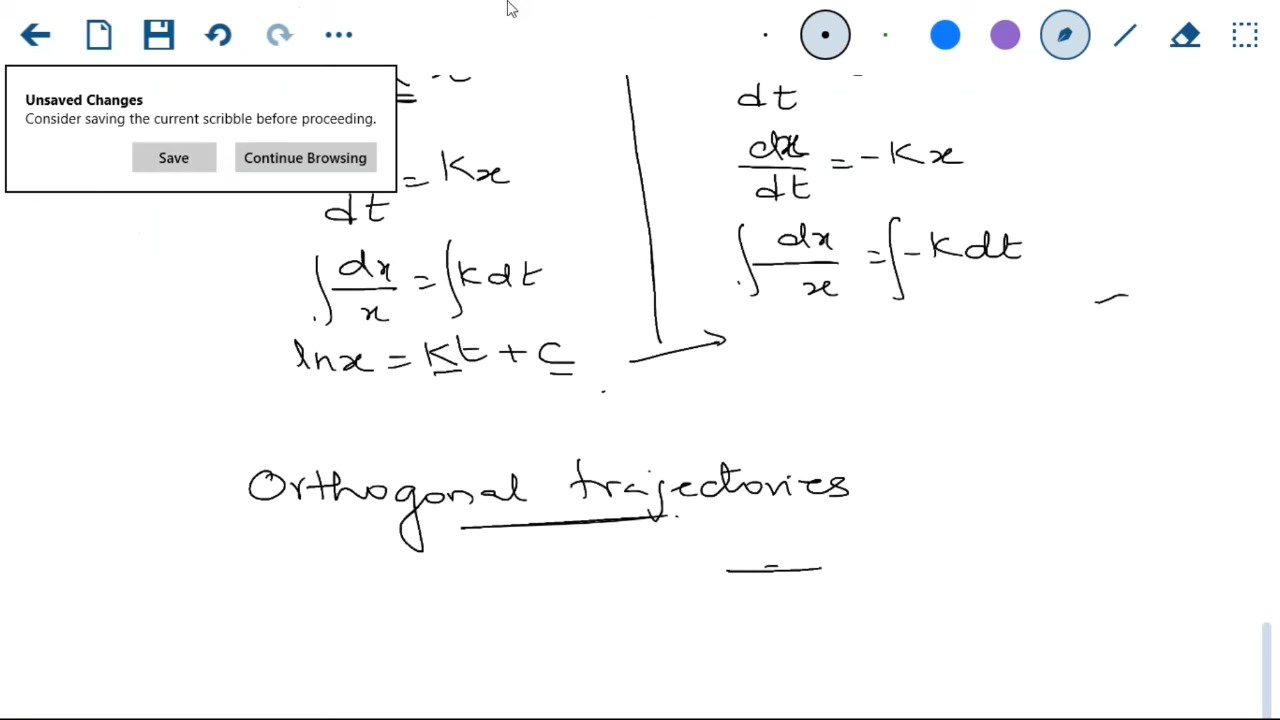 Unsaved Changes
Consider saving the current scribble before proceeding.
Save Continue Browsing
= Kx
dt
∫ dx/x = ∫ K dt
ln x = Kt + C
dt
dx/dt = -Kx
∫ dx/x = ∫ -K dt
Orthogonal trajectories